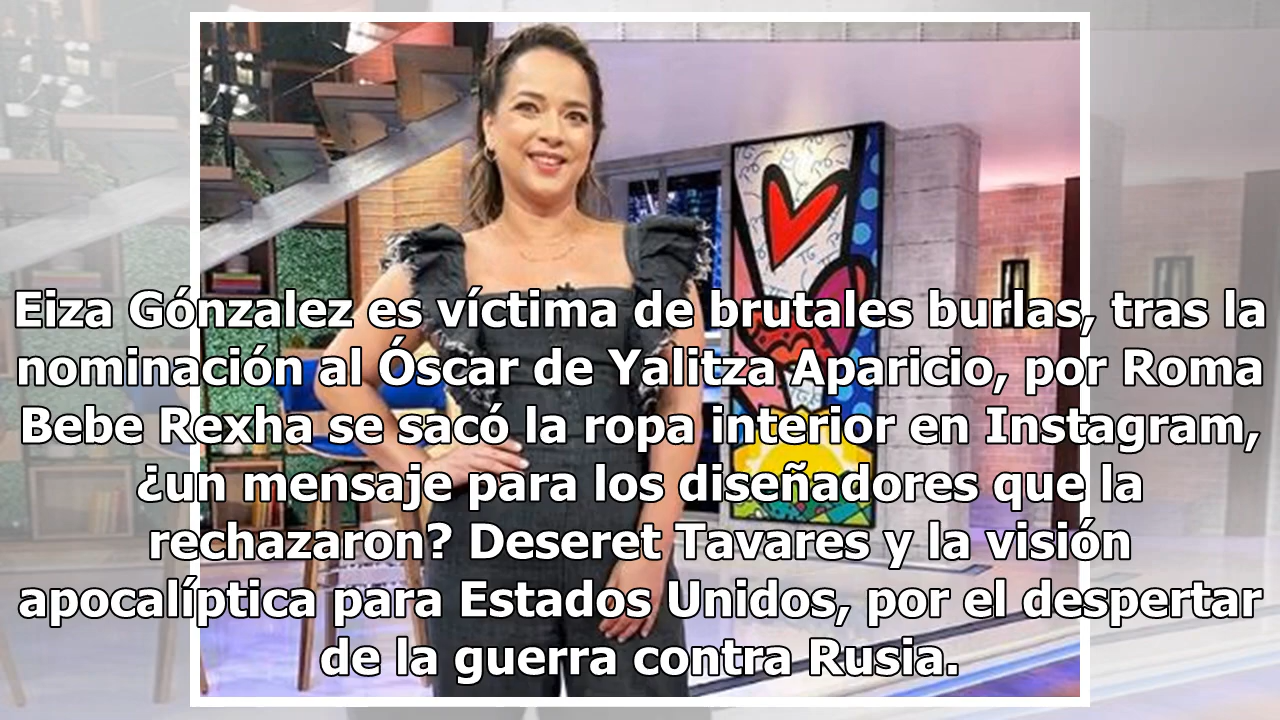 Eiza Gónzalez es víctima de brutales burlas, tras la
nominación al Óscar de Yalitza Aparicio, por Roma
Bebe Rexha se sacó la ropa interior en Instagram,
¿un mensaje para los diseñadores que la
rechazaron? Deseret Tavares y la visión
apocalíptica para Estados Unidos, por el despertar
de la guerra contra Rusia.